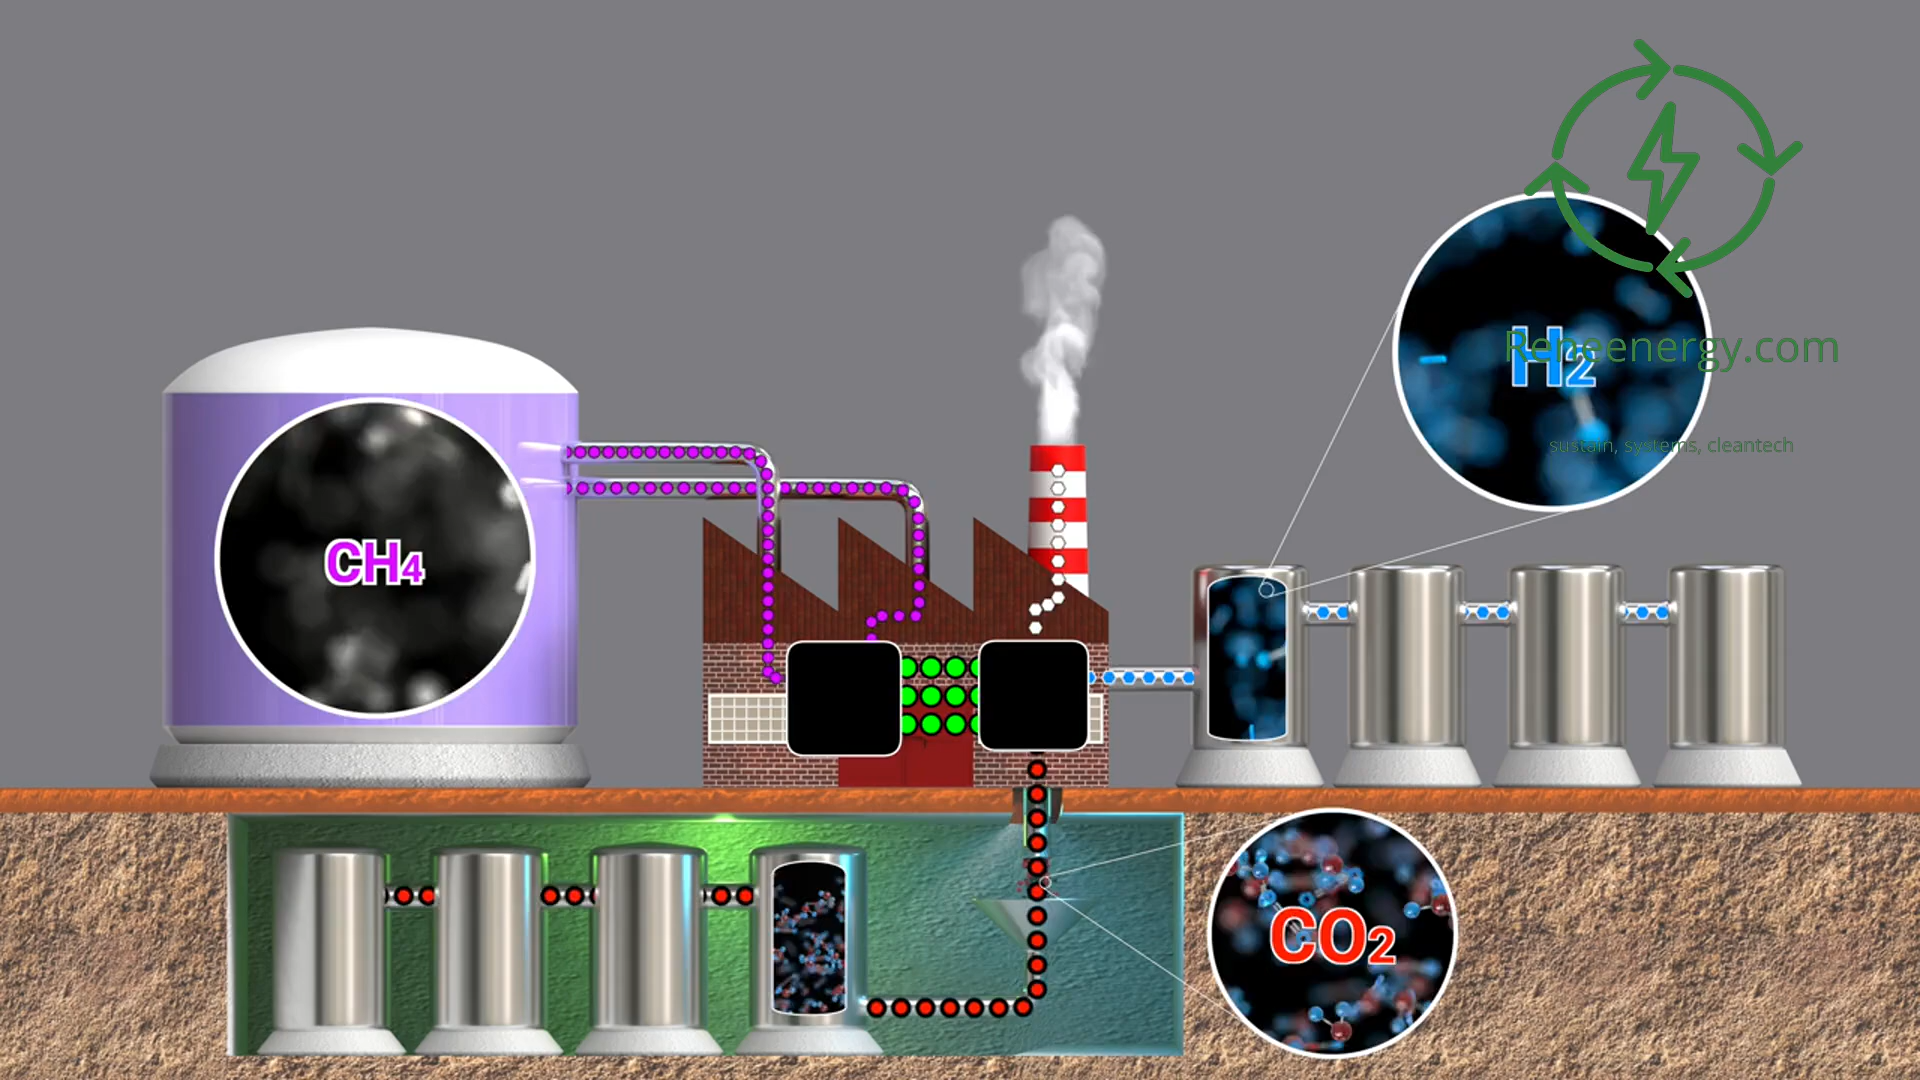 H2
Reneenergy.com
sustain, systems, cleantech
CH4
CO2